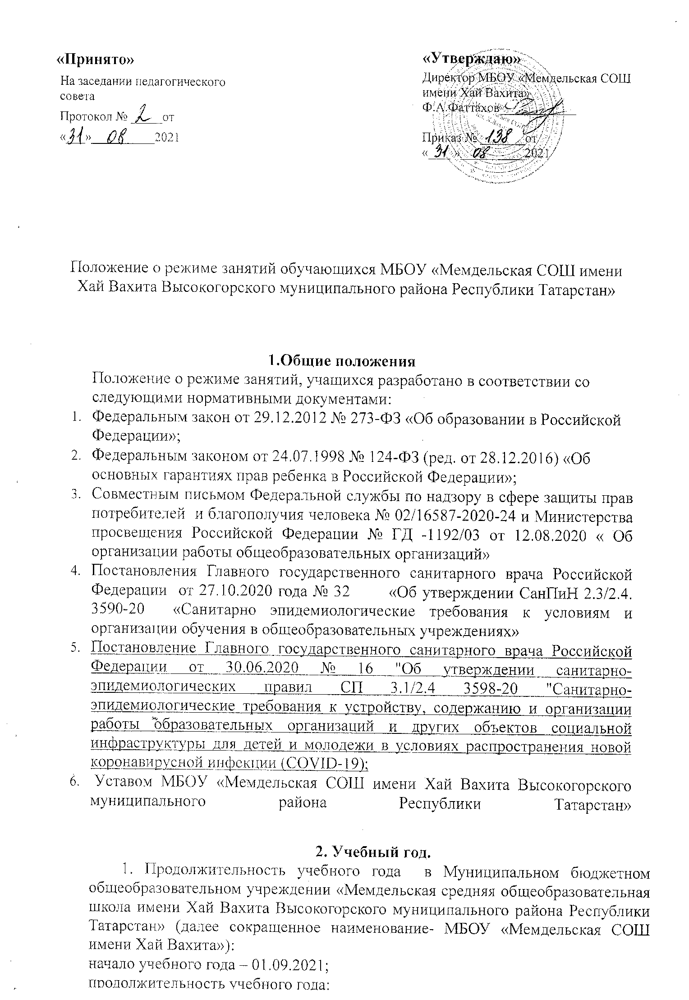 «Принято»
На заседании педагогического
совета
Протокол № 2 от
«31» 08 2021
«Утверждаю»
Директор МБОУ «Мемдельская СОШ
имени Хай Вахита»
Ф.А.Фаттахов
Приказ № 138 от
« 31 » 08 2021
Положение о режиме занятий обучающихся МБОУ «Мемдельская СОШ имени
Хай Вахита Высокогорского муниципального района Республики Татарстан»
1.Общие положения
Положение о режиме занятий, учащихся разработано в соответствии со
следующими нормативными документами:
1. Федеральным закон от 29.12.2012 № 273-ФЗ «Об образовании в Российской
Федерации»;
2. Федеральным законом от 24.07.1998 № 124-ФЗ (ред. от 28.12.2016) «Об
основных гарантиях прав ребенка в Российской Федерации»;
3. Совместным письмом Федеральной службы по надзору в сфере защиты прав
потребителей и благополучия человека № 02/16587-2020-24 и Министерства
просвещения Российской Федерации № ГД -1192/03 от 12.08.2020 « Об
организации работы общеобразовательных организаций»
4. Постановления Главного государственного санитарного врача Российской
Федерации от 27.10.2020 года № 32 «Об утверждении СанПиН 2.3/2.4.
3590-20 «Санитарно эпидемиологические требования к условиям и
организации обучения в общеобразовательных учреждениях»
5. Постановление Главного государственного санитарного врача Российской
Федерации от 30.06.2020 № 16 "Об утверждении санитарно-
эпидемиологических правил СП 3.1/2.4 3598-20 "Санитарно-
эпидемиологические требования к устройству, содержанию и организации
работы образовательных организаций и других объектов социальной
инфраструктуры для детей и молодежи в условиях распространения новой
коронавирусной инфекции (COVID-19);
6. Уставом МБОУ «Мемдельская СОШ имени Хай Вахита Высокогорского
муниципального района Республики Татарстан»
2. Учебный год.
1. Продолжительность учебного года в Муниципальном бюджетном
общеобразовательном учреждении «Мемдельская средняя общеобразовательная
школа имени Хай Вахита Высокогорского муниципального района Республики
Татарстан» (далее сокращенное наименование- МБОУ «Мемдельская СОШ
имени Хай Вахита»):
начало учебного года – 01.09.2021;
продолжительность учебного года: